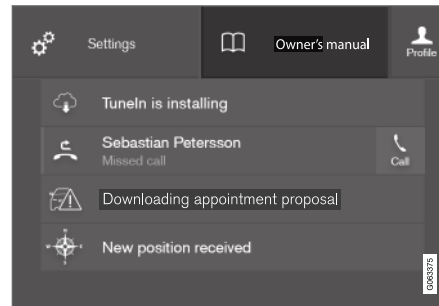 Settings
Owner's manual
Profile
TuneIn is installing
Sebastian Petersson
Missed call
Call
Downloading appointment proposal
New position received
G063375